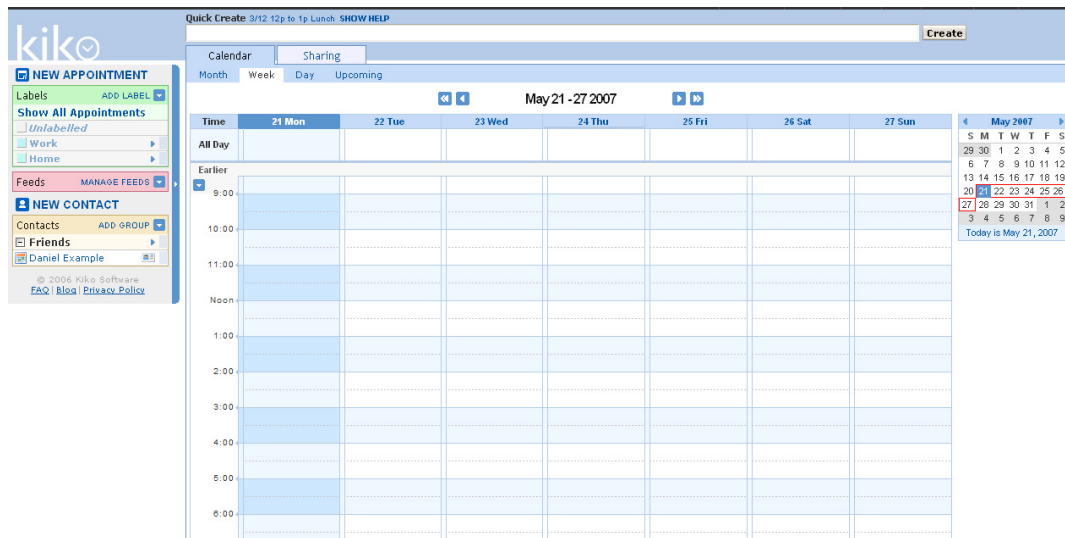 Quick Create 3/12 12p to 1p Lunch SHOW HELP
Create
kiko
Calendar Sharing
Month Week Day Upcoming
NEW APPOINTMENT
Labels ADD LABEL
Show All Appointments
Unlabelled
Work
Home
Feeds MANAGE FEEDS
NEW CONTACT
Contacts ADD GROUP
Friends
Daniel Example
© 2006 Kiko Software
FAQ | Blog | Privacy Policy
May 21 - 27 2007
Time 21 Mon 22 Tue 23 Wed 24 Thu 25 Fri 26 Sat 27 Sun
All Day
Earlier
9:00
10:00
11:00
Noon
1:00
2:00
3:00
4:00
5:00
6:00
May 2007
S M T W T F S
29 30 1 2 3 4 5
6 7 8 9 10 11 12
13 14 15 16 17 18 19
20 21 22 23 24 25 26
27 28 29 30 31 1 2
3 4 5 6 7 8 9
Today is May 21, 2007